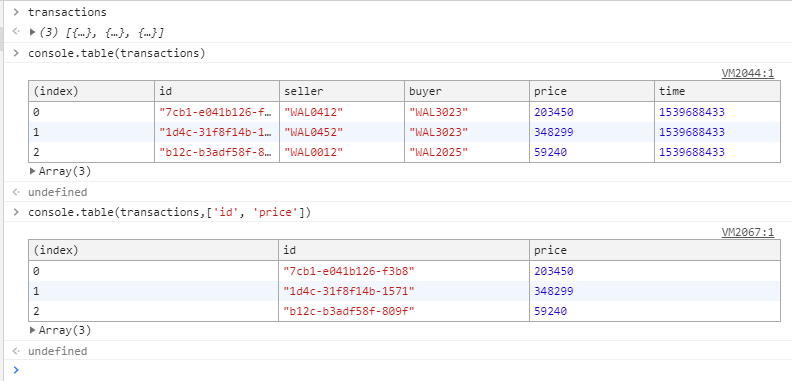 transactions
(3) [{…}, {…}, {…}]
console.table(transactions)
VM2044:1
(index) id seller buyer price time
0 "7cb1-e041b126-f… "WAL0412" "WAL3023" 203450 1539688433
1 "1d4c-31f8f14b-1… "WAL0452" "WAL3023" 348299 1539688433
2 "b12c-b3adf58f-8… "WAL0012" "WAL2025" 59240 1539688433
Array(3)
undefined
console.table(transactions,['id', 'price'])
VM2067:1
(index) id price
0 "7cb1-e041b126-f3b8" 203450
1 "1d4c-31f8f14b-1571" 348299
2 "b12c-b3adf58f-809f" 59240
Array(3)
undefined